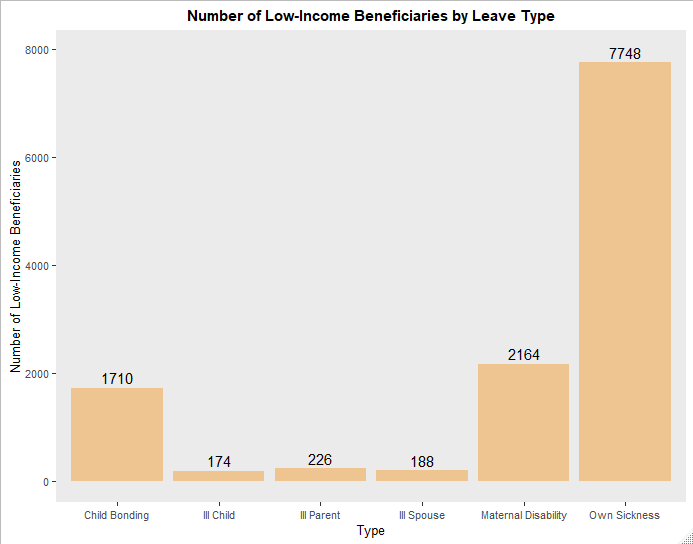 Number of Low-Income Beneficiaries by Leave Type
Number of Low-Income Beneficiaries
8000
6000
4000
2000
0
1710
174
226
188
2164
7748
Child Bonding
Ill Child
Ill Parent
Ill Spouse
Maternal Disability
Own Sickness
Type